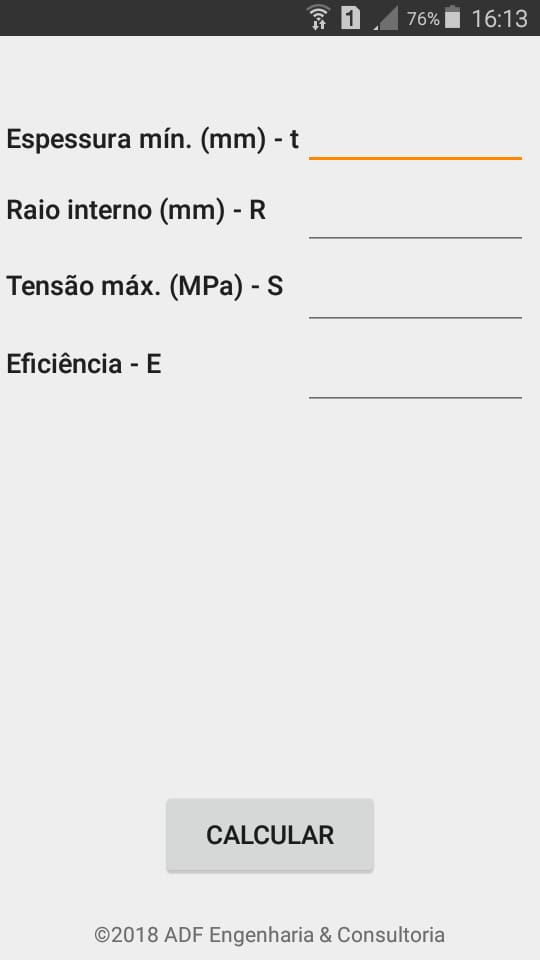 1 76% 16:13
Espessura mín. (mm) - t
Raio interno (mm) - R
Tensão máx. (MPa) - S
Eficiência - E
CALCULAR
©2018 ADF Engenharia & Consultoria